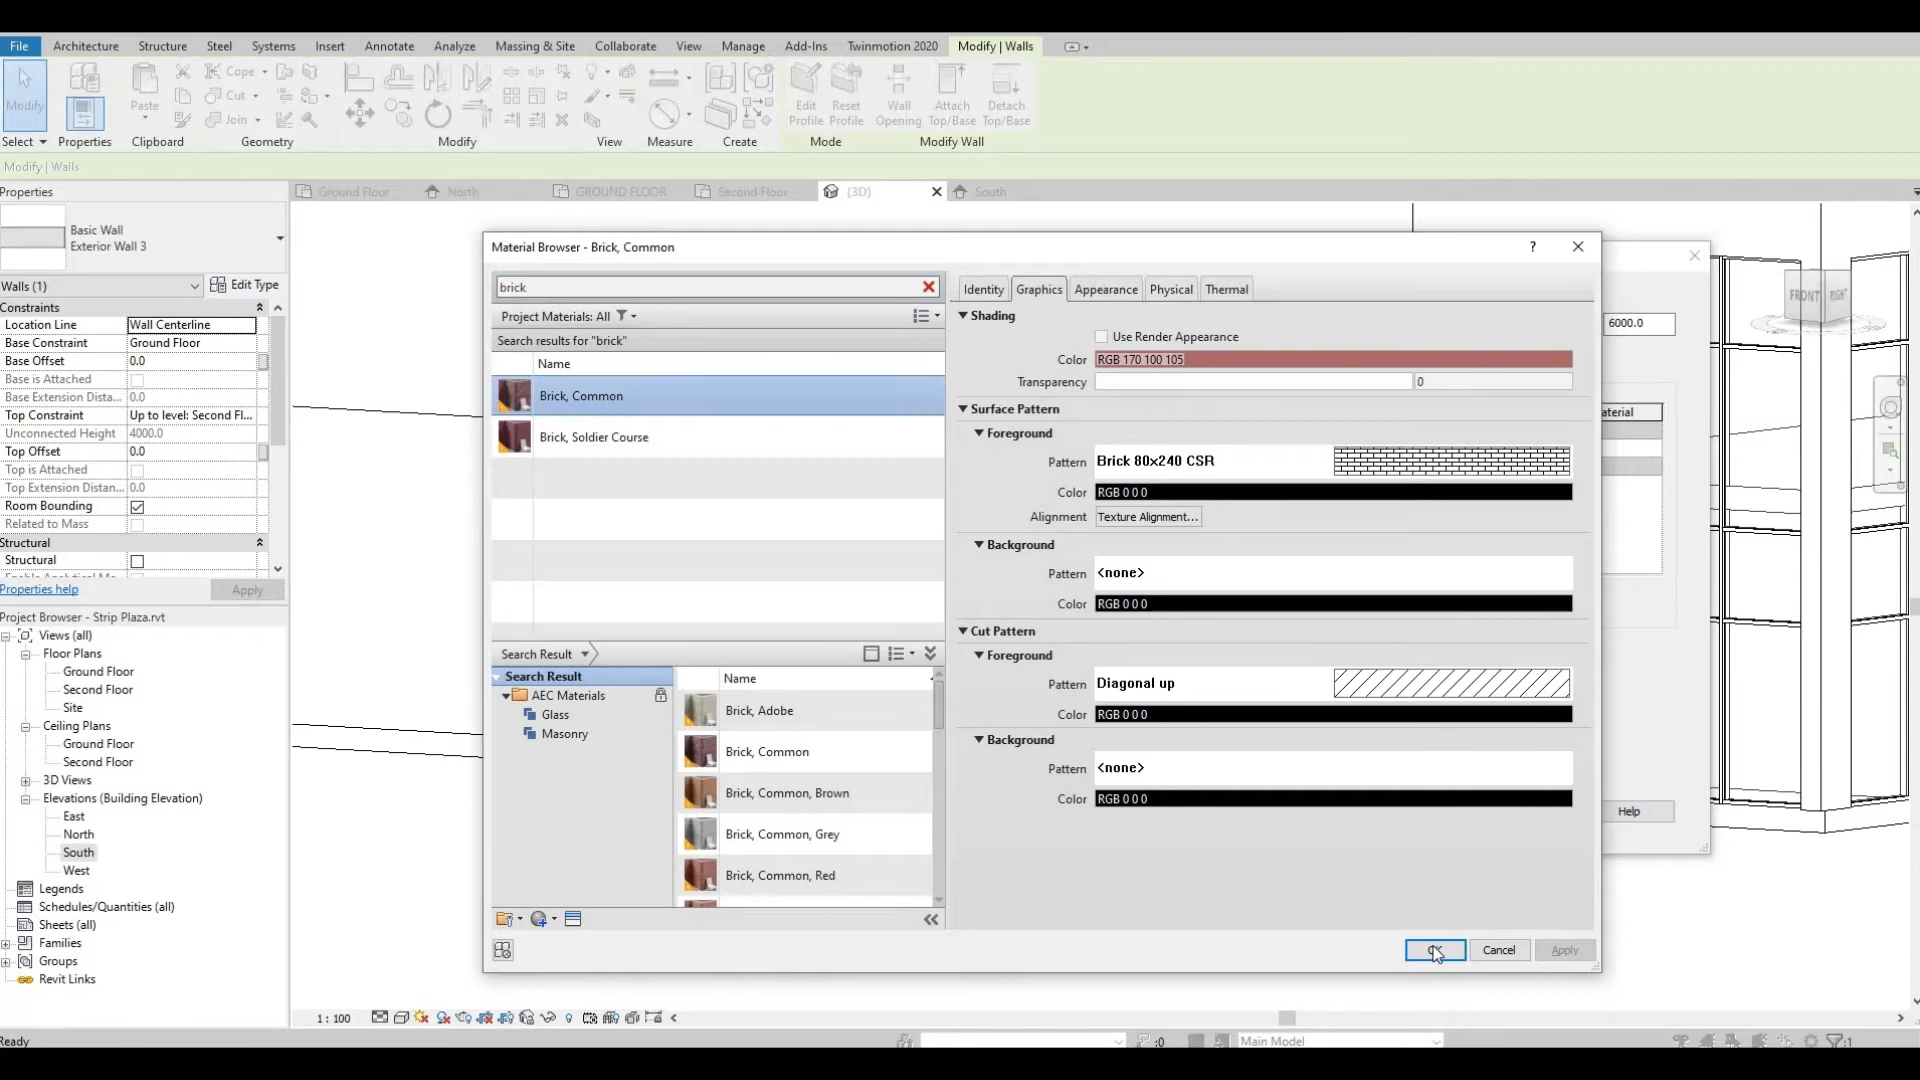 File Architecture Structure Steel Systems Insert Annotate Analyze Massing & Site Collaborate View Manage Add-Ins Twinmotion 2020 Modify | Walls
Modify
Paste
Cope
Cut
Join
Edit Profile
Reset Profile
Wall Opening
Attach Top/Base
Detach Top/Base
Select Properties Clipboard Geometry Modify View Measure Create Mode Modify Wall
Modify | Walls
Properties
Ground Floor North GROUND FLOOR Second Floor {3D} South
Basic Wall
Exterior Wall 3
Walls (1) Edit Type
Constraints
Location Line Wall Centerline
Base Constraint Ground Floor
Base Offset 0.0
Base is Attached
Base Extension Dista... 0.0
Top Constraint Up to level: Second Fl...
Unconnected Height 4000.0
Top Offset 0.0
Top is Attached
Top Extension Distan... 0.0
Room Bounding
Related to Mass
Structural
Structural
Properties help Apply
Project Browser - Strip Plaza.rvt
Views (all)
Floor Plans
Ground Floor
Second Floor
Site
Ceiling Plans
Ground Floor
Second Floor
3D Views
Elevations (Building Elevation)
East
North
South
West
Legends
Schedules/Quantities (all)
Sheets (all)
Families
Groups
Revit Links
Material Browser - Brick, Common
?
brick
Project Materials: All
Search results for "brick"
Name
Brick, Common
Brick, Soldier Course
Search Result
Search Result
AEC Materials
Glass
Masonry
Name
Brick, Adobe
Brick, Common
Brick, Common, Brown
Brick, Common, Grey
Brick, Common, Red
Identity Graphics Appearance Physical Thermal
Shading
Use Render Appearance
Color RGB 170 100 105
Transparency 0
Surface Pattern
Foreground
Pattern Brick 80x240 CSR
Color RGB 0 0 0
Alignment Texture Alignment...
Background
Pattern <none>
Color RGB 0 0 0
Cut Pattern
Foreground
Pattern Diagonal up
Color RGB 0 0 0
Background
Pattern <none>
Color RGB 0 0 0
OK Cancel Apply
6000.0
aterial
Help
FRONT RIGHT
1 : 100
Ready
:0
Main Model
:1